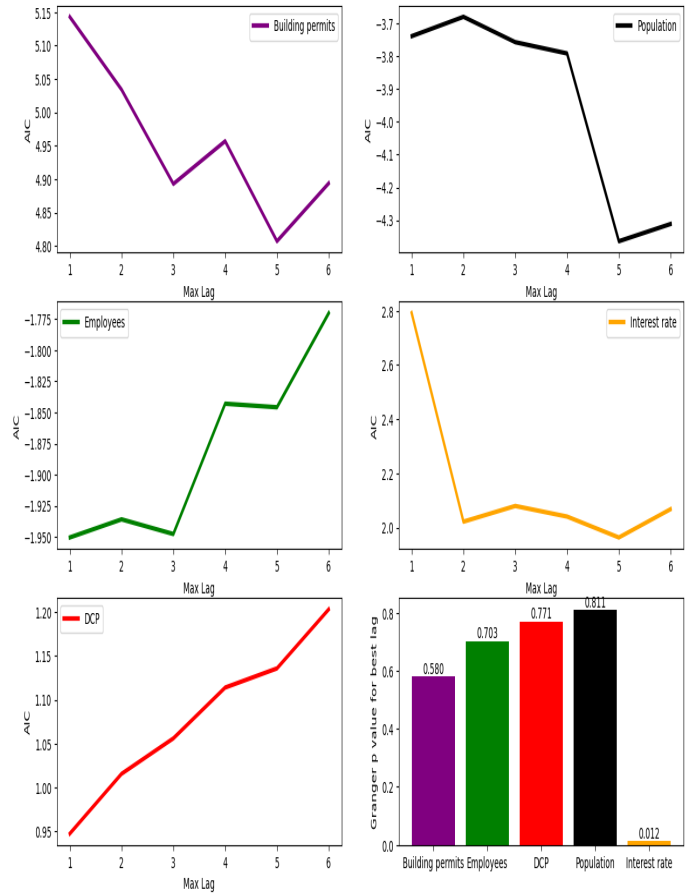 Building permits
AIC
5.15
5.10
5.05
5.00
4.95
4.90
4.85
4.80
1 2 3 4 5 6
Max Lag
Population
AIC
−3.7
−3.8
−3.9
−4.0
−4.1
−4.2
−4.3
1 2 3 4 5 6
Max Lag
Employees
AIC
−1.775
−1.800
−1.825
−1.850
−1.875
−1.900
−1.925
−1.950
1 2 3 4 5 6
Max Lag
Interest rate
AIC
2.8
2.6
2.4
2.2
2.0
1 2 3 4 5 6
Max Lag
DCP
AIC
1.20
1.15
1.10
1.05
1.00
0.95
1 2 3 4 5 6
Max Lag
Granger p value for best lag
0.8
0.6
0.4
0.2
0.0
0.580 0.703 0.771 0.811 0.012
Building permits Employees DCP Population Interest rate